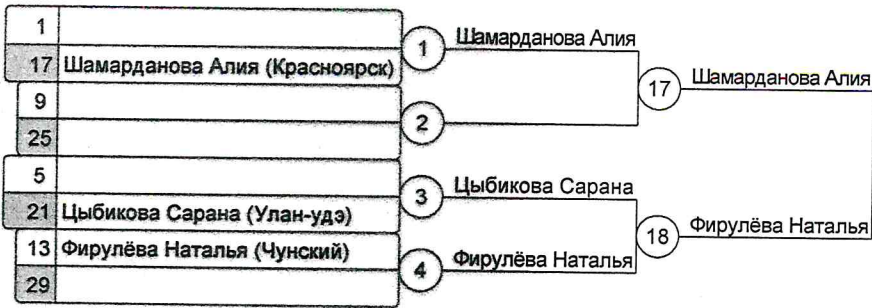 1
17 Шамарданова Алия (Красноярск)
1
Шамарданова Алия
9
25
2
17
Шамарданова Алия
5
21 Цыбикова Сарана (Улан-удэ)
3
Цыбикова Сарана
13 Фирулёва Наталья (Чунский)
29
4
Фирулёва Наталья
18
Фирулёва Наталья